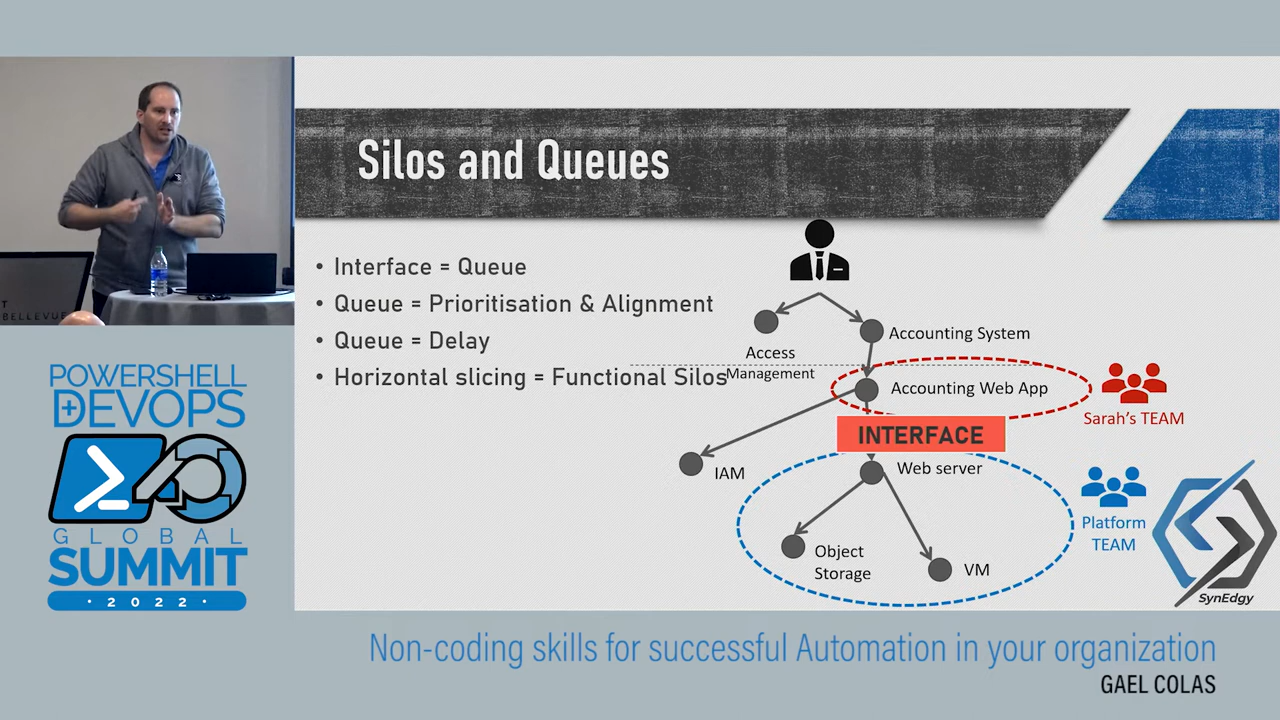 Silos and Queues
• Interface = Queue
• Queue = Prioritisation & Alignment
• Queue = Delay
• Horizontal slicing = Functional Silos
Accounting System
Access
Management
Accounting Web App
Sarah's TEAM
INTERFACE
Web server
IAM
Platform
TEAM
Object
Storage
VM
SynEdgy
T
BELLEVUE
POWERSHELL
DEVOPS
GLOBAL
SUMMIT
· 2022 ·
Non-coding skills for successful Automation in your organization
GAEL COLAS